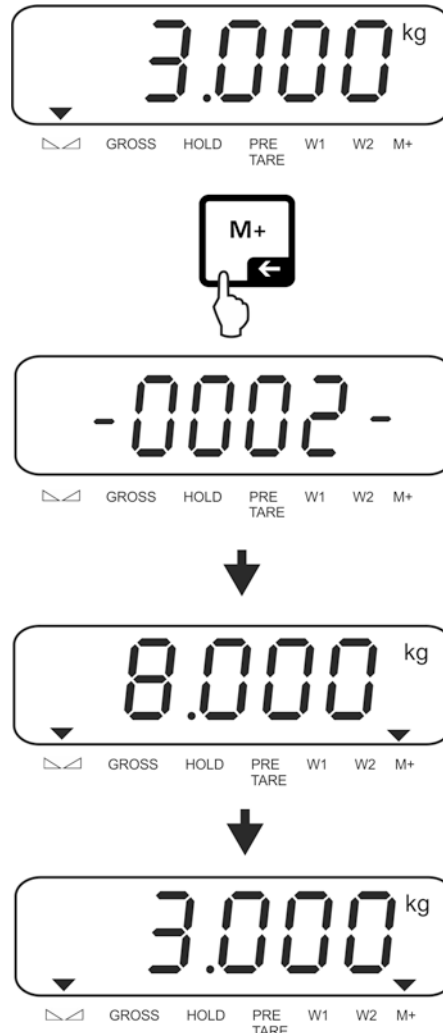 3.000 kg
GROSS HOLD PRE TARE W1 W2 M+
M+
-0002-
GROSS HOLD PRE TARE W1 W2 M+
8.000 kg
GROSS HOLD PRE TARE W1 W2 M+
3.000 kg
GROSS HOLD PRE TARE W1 W2 M+